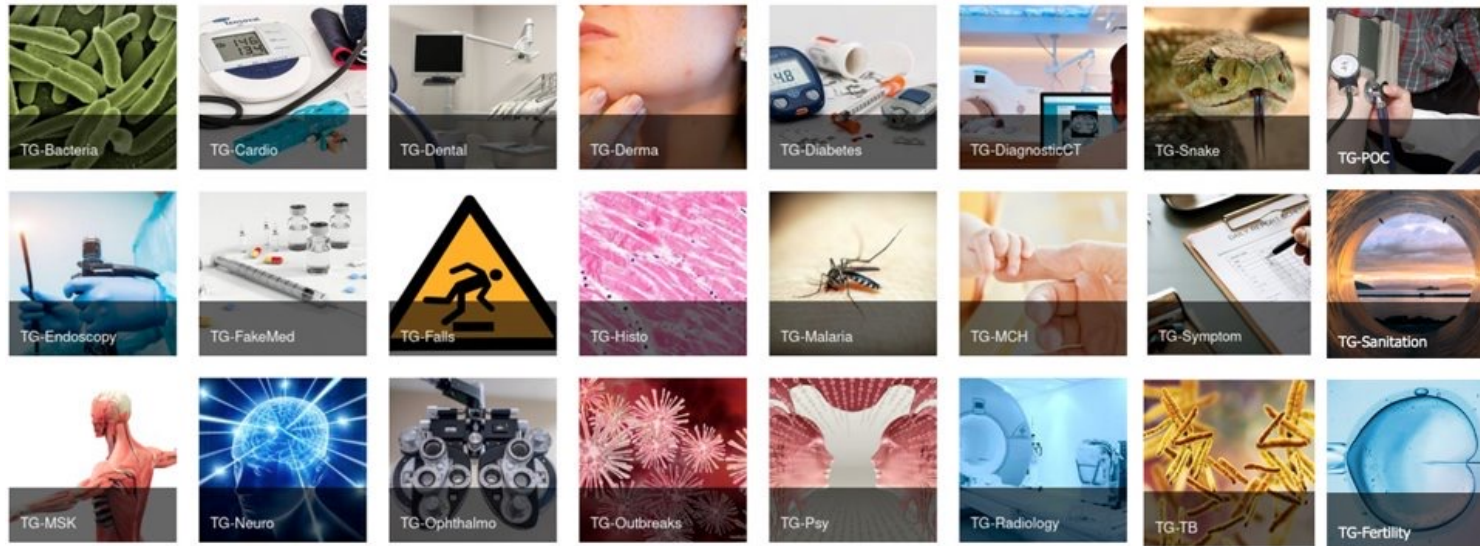 TG-Bacteria
TG-Cardio
TG-Dental
TG-Derma
TG-Diabetes
TG-DiagnosticCT
TG-Snake
TG-POC
TG-Endoscopy
TG-FakeMed
TG-Falls
TG-Histo
TG-Malaria
TG-MCH
TG-Symptom
TG-Sanitation
TG-MSK
TG-Neuro
TG-Ophthalmo
TG-Outbreaks
TG-Psy
TG-Radiology
TG-TB
TG-Fertility